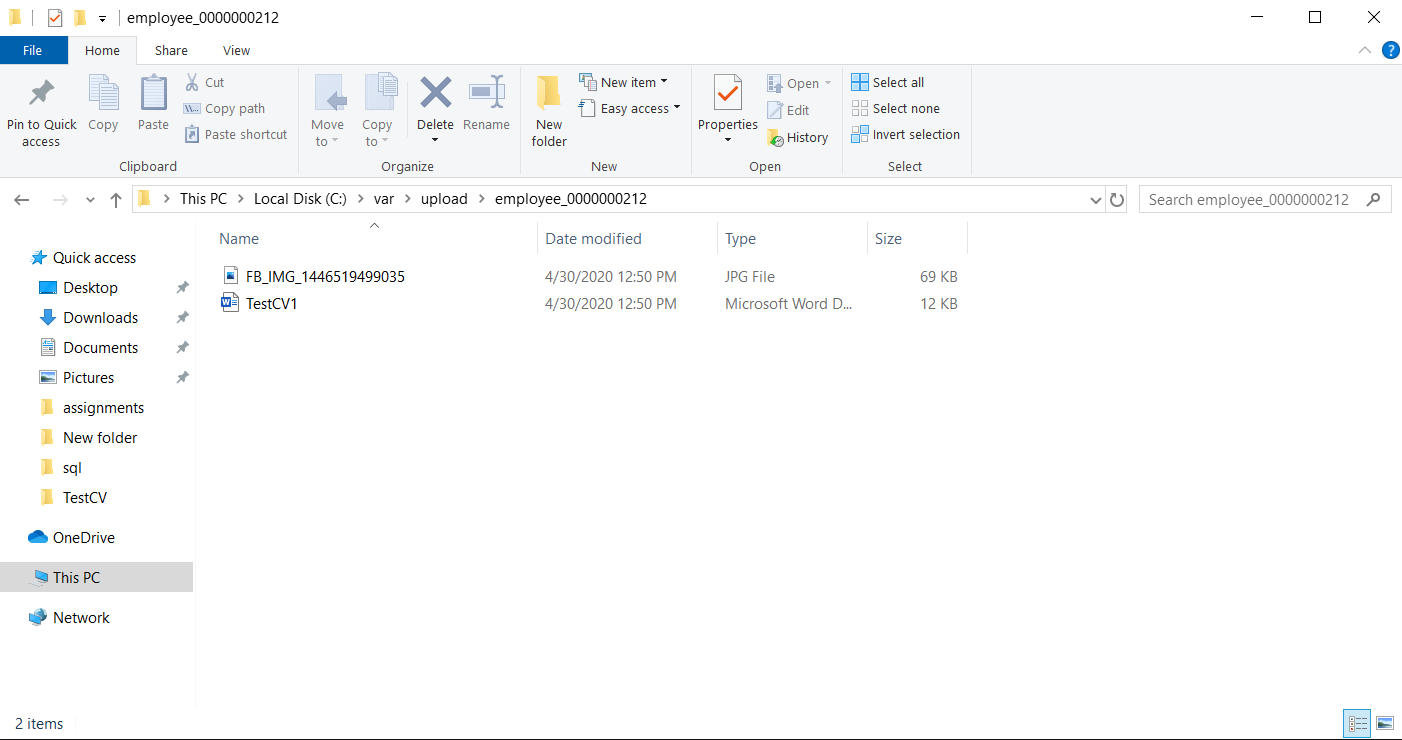 employee_0000000212
File Home Share View
Pin to Quick access Copy Paste Cut Copy path Paste shortcut
Clipboard
Move to Copy to Delete Rename
Organize
New folder New item Easy access
New
Properties Open Edit History
Open
Select all Select none Invert selection
Select
This PC Local Disk (C:) var upload employee_0000000212 Search employee_0000000212
Name Date modified Type Size
FB_IMG_1446519499035 4/30/2020 12:50 PM JPG File 69 KB
TestCV1 4/30/2020 12:50 PM Microsoft Word D... 12 KB
Quick access
Desktop
Downloads
Documents
Pictures
assignments
New folder
sql
TestCV
OneDrive
This PC
Network
2 items